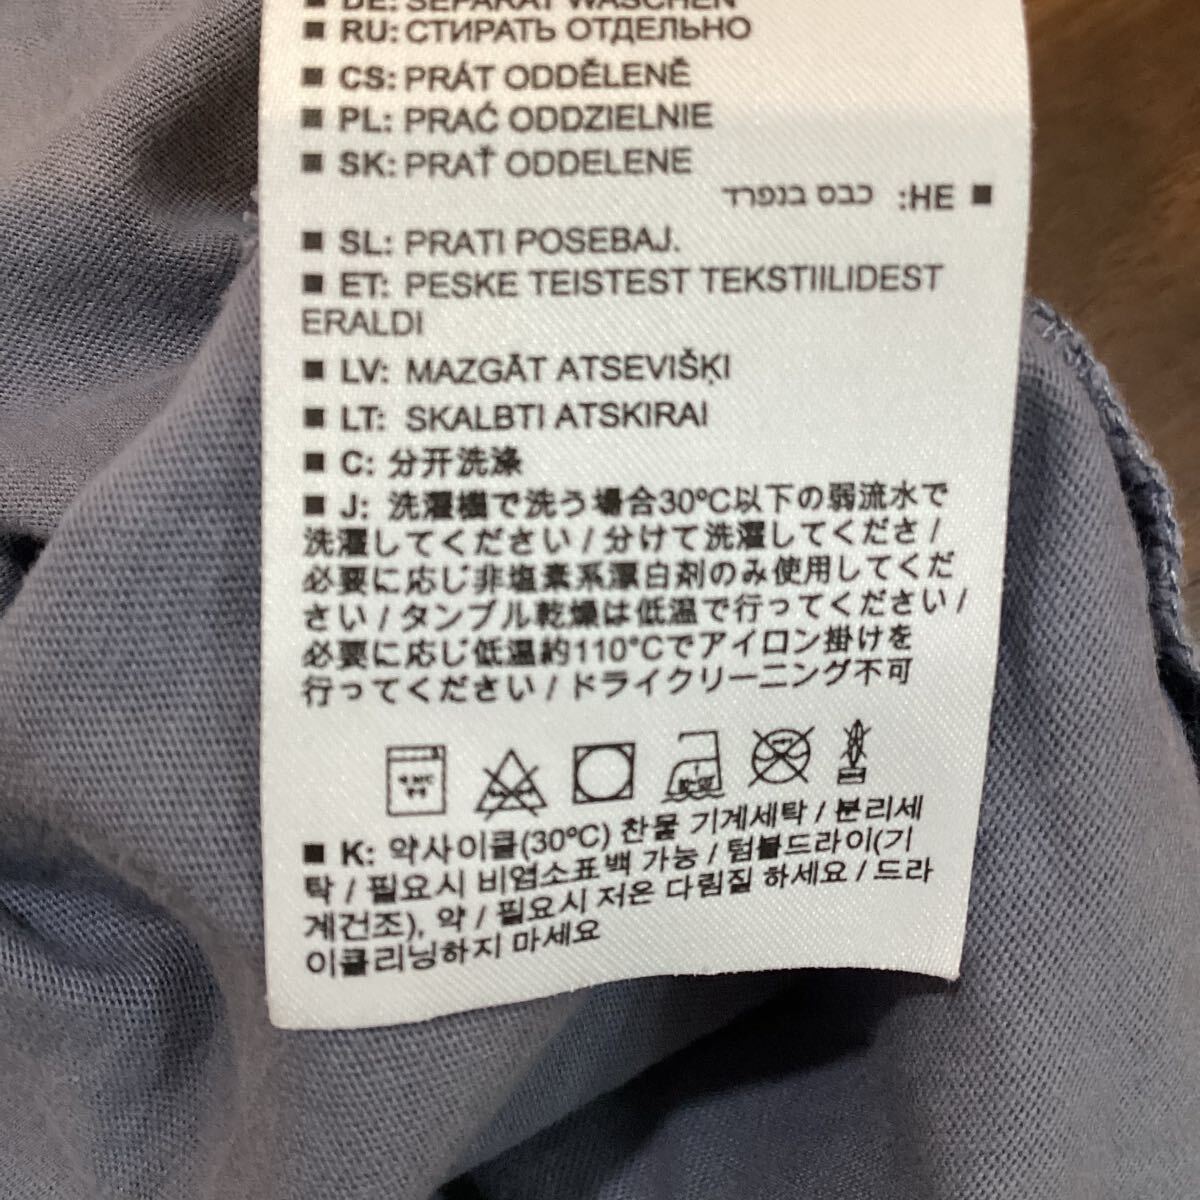 ■ DE: SEPARAT WASCHEN
■ RU: СТИРАТЬ ОТДЕЛЬНО
■ CS: PRÁT ODDĚLENĚ
■ PL: PRAĆ ODDZIELNIE
■ SK: PRAŤ ODDELENE
■ HE: כבס בנפרד
■ SL: PRATI POSEBAJ.
■ ET: PESKE TEISTEST TEKSTIILIDEST
ERALDI
■ LV: MAZGĀT ATSEVIŠĶI
■ LT: SKALBTI ATSKIRAI
■ C: 分开洗涤
■ J: 洗濯機で洗う場合30ºC以下の弱流水で
洗濯してください / 分けて洗濯してくださ /
必要に応じ非塩素系漂白剤のみ使用してくだ
さい / タンブル乾燥は低温で行ってください /
必要に応じ低温約110°Cでアイロン掛けを
行ってください / ドライクリーニング不可
■ K: 약사이클(30ºC) 찬물 기계세탁 / 분리세
탁 / 필요시 비염소표백 가능 / 텀블드라이(기
계건조), 약 / 필요시 저온 다림질 하세요 / 드라
이클리닝하지 마세요